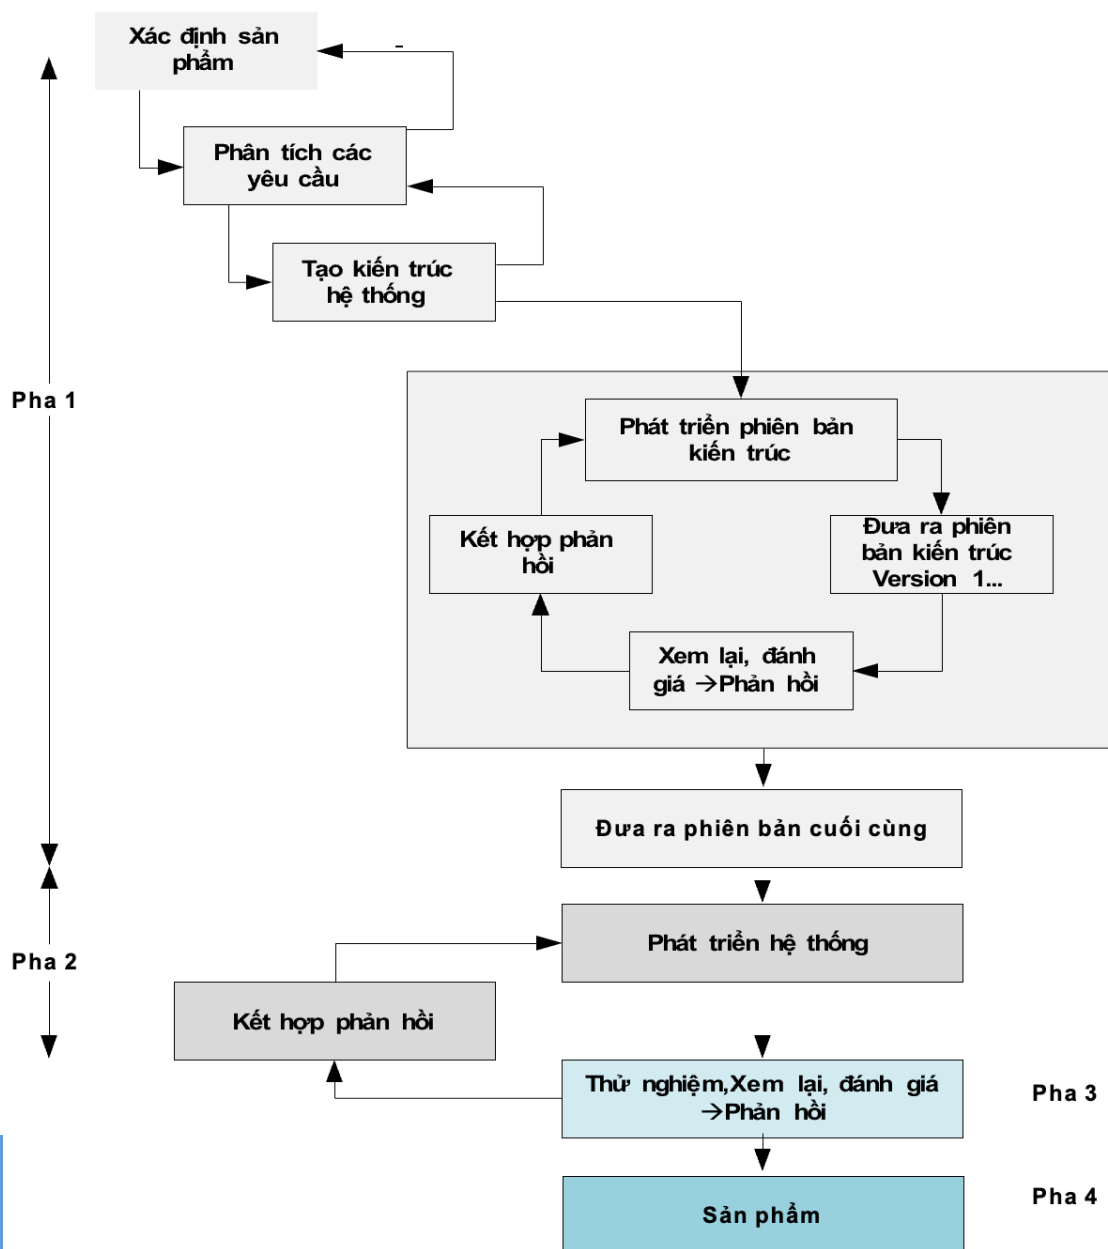 Xác định sản
phẩm
Phân tích các
yêu cầu
Tạo kiến trúc
hệ thống
Pha 1
Phát triển phiên bản
kiến trúc
Kết hợp phản
hồi
Đưa ra phiên
bản kiến trúc
Version 1...
Xem lại, đánh
giá →Phản hồi
Đưa ra phiên bản cuối cùng
Pha 2
Phát triển hệ thống
Kết hợp phản hồi
Thử nghiệm,Xem lại, đánh giá
→Phản hồi
Pha 3
Sản phẩm
Pha 4